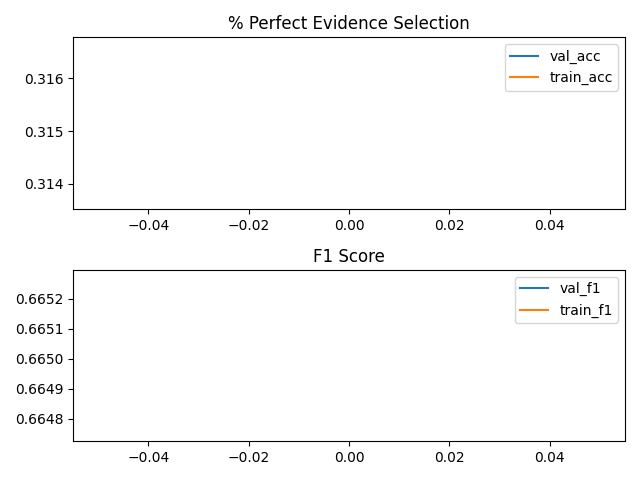 % Perfect Evidence Selection
val_acc
train_acc
0.316
0.315
0.314
−0.04 −0.02 0.00 0.02 0.04
F1 Score
val_f1
train_f1
0.6652
0.6651
0.6650
0.6649
0.6648
−0.04 −0.02 0.00 0.02 0.04